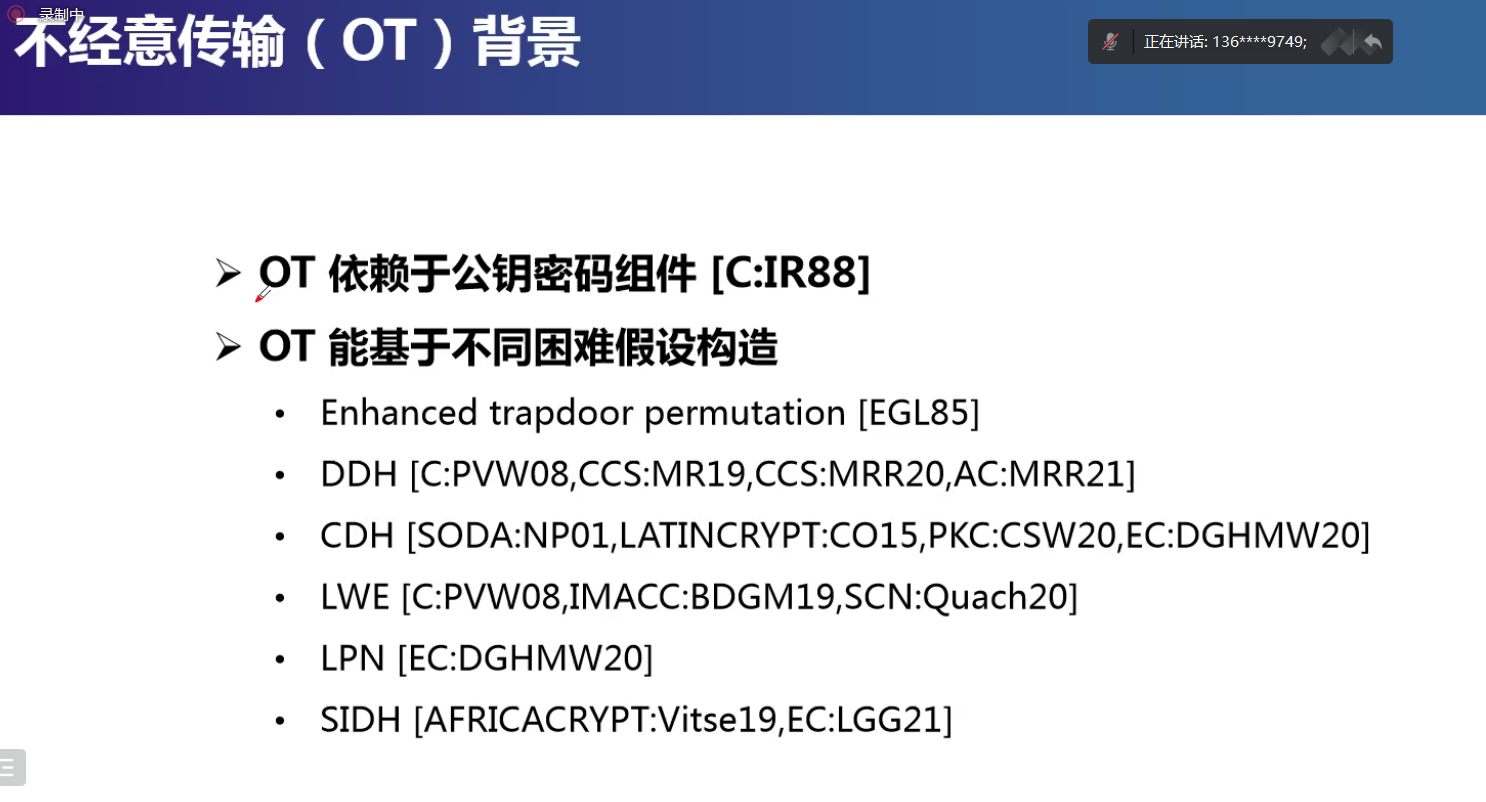 录制中
不经意传输（OT）背景
正在讲话: 136****9749;
OT 依赖于公钥密码组件 [C:IR88]
OT 能基于不同困难假设构造
• Enhanced trapdoor permutation [EGL85]
• DDH [C:PVW08,CCS:MR19,CCS:MRR20,AC:MRR21]
• CDH [SODA:NP01,LATINCRYPT:CO15,PKC:CSW20,EC:DGHMW20]
• LWE [C:PVW08,IMACC:BDGM19,SCN:Quach20]
• LPN [EC:DGHMW20]
• SIDH [AFRICACRYPT:Vitse19,EC:LGG21]